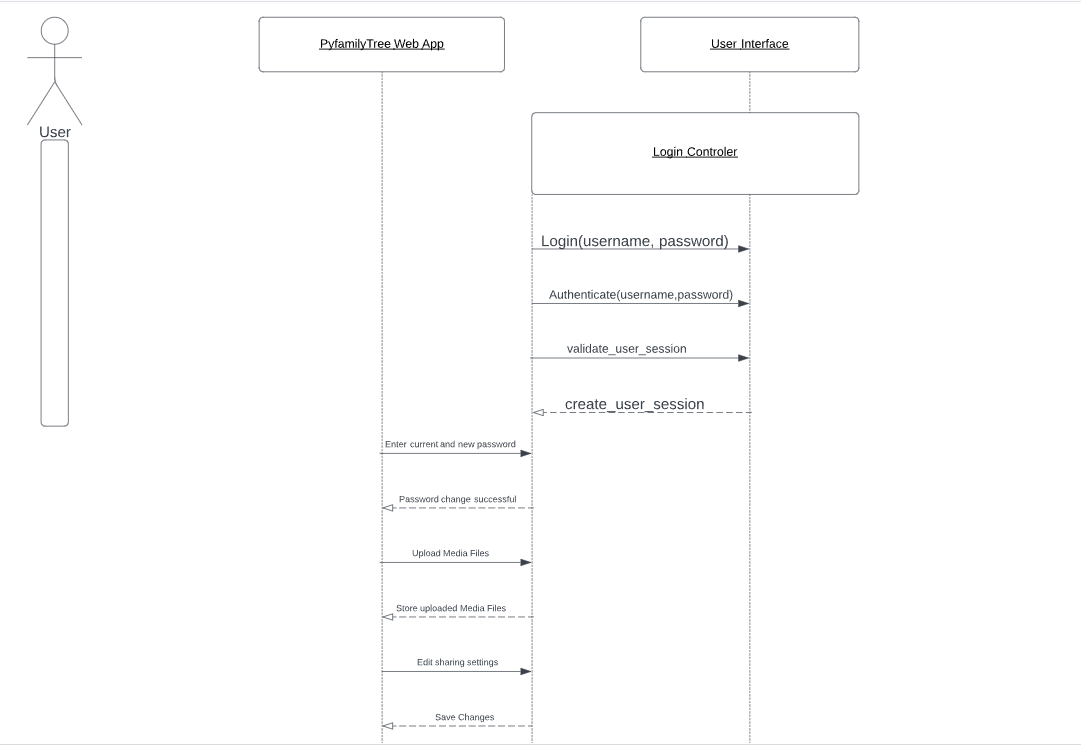 PyfamilyTree Web App
User Interface
User
Login Controler
Login(username, password)
Authenticate(username,password)
validate_user_session
create_user_session
Enter current and new password
Password change successful
Upload Media Files
Store uploaded Media Files
Edit sharing settings
Save Changes